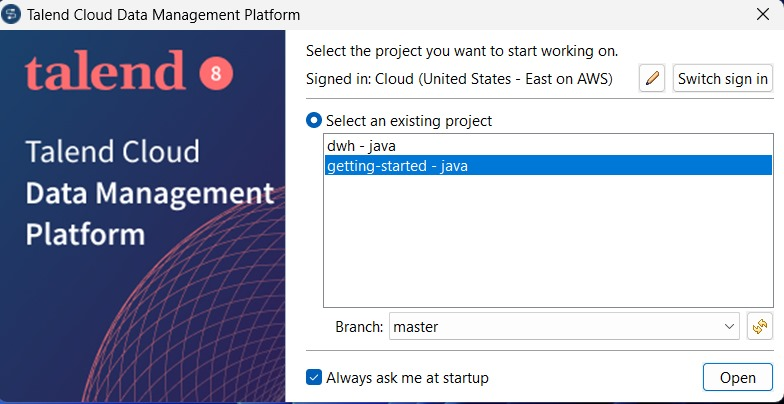 Talend Cloud Data Management Platform
talend 8
Talend Cloud
Data Management
Platform
Select the project you want to start working on.
Signed in: Cloud (United States - East on AWS)
Switch sign in
Select an existing project
dwh - java
getting-started - java
Branch: master
Always ask me at startup
Open